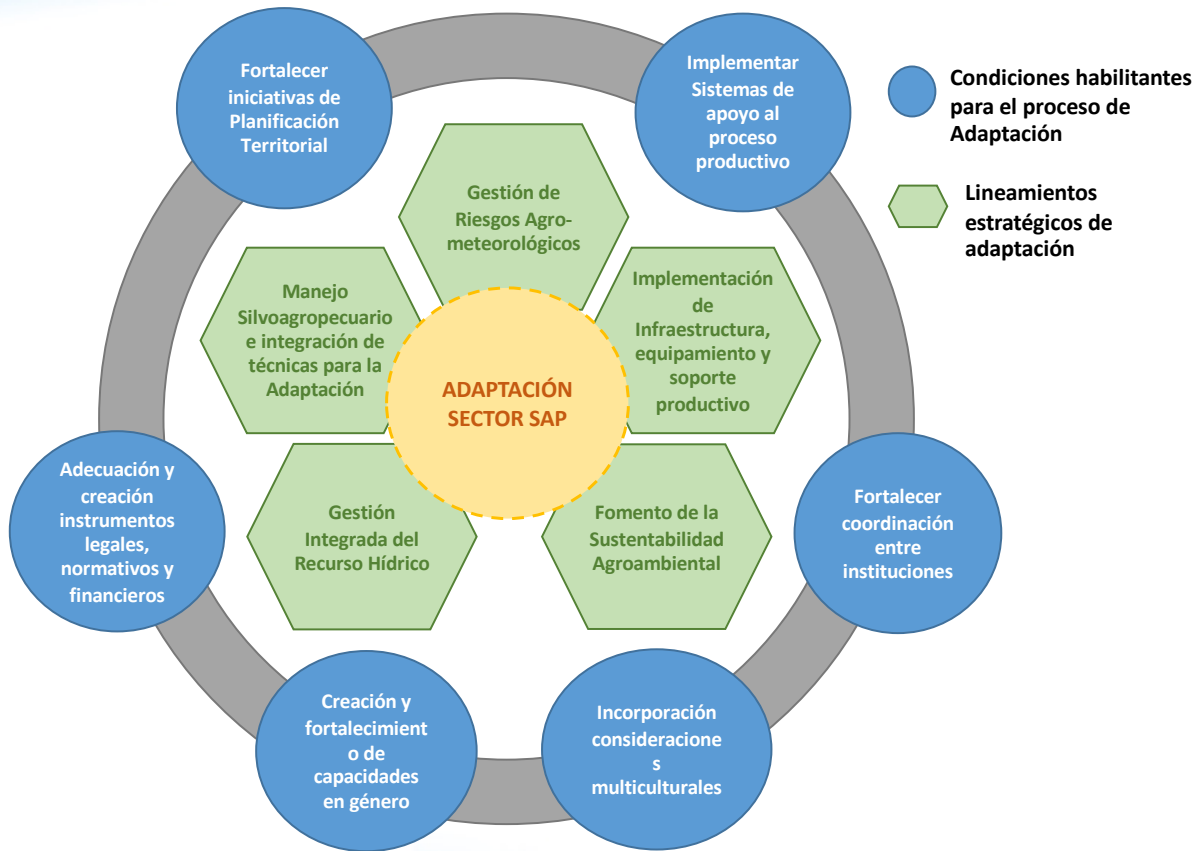 Fortalecer
iniciativas de
Planificación
Territorial
Implementar
Sistemas de
apoyo al
proceso
productivo
Condiciones habilitantes
para el proceso de
Adaptación
Lineamientos
estratégicos de
adaptación
Gestión de
Riesgos Agro-
meteorológicos
Manejo
Silvoagropecuario
e integración de
técnicas para la
Adaptación
Implementación
de
Infraestructura,
equipamiento y
soporte
productivo
ADAPTACIÓN
SECTOR SAP
Adecuación y
creación
instrumentos
legales,
normativos y
financieros
Gestión
Integrada del
Recurso Hídrico
Fomento de la
Sustentabilidad
Agroambiental
Fortalecer
coordinación
entre
instituciones
Creación y
fortalecimient
o de
capacidades
en género
Incorporación
consideracione
s
multiculturales